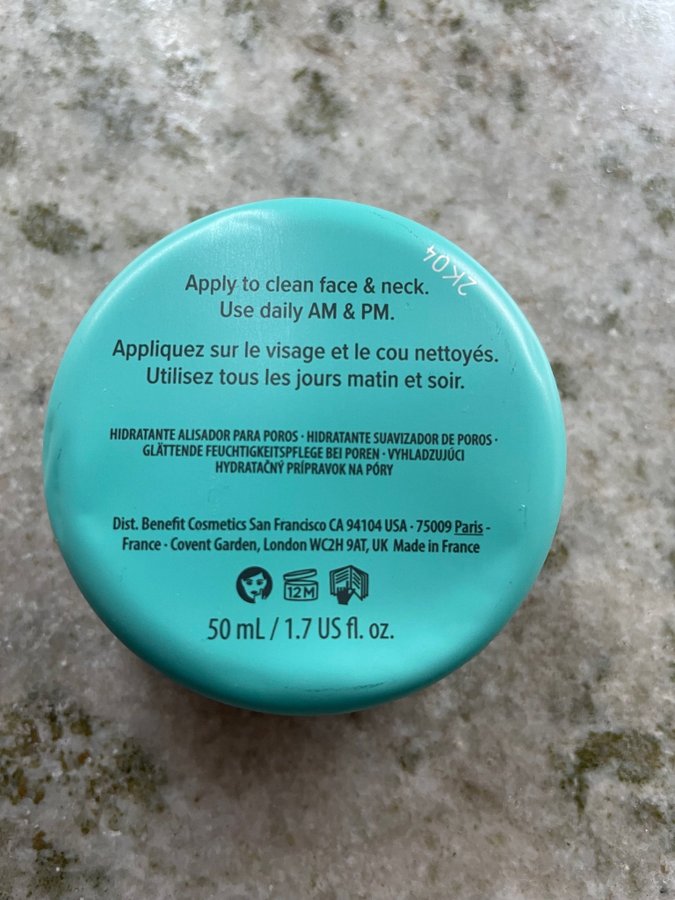 2K04
Apply to clean face & neck.
Use daily AM & PM.
Appliquez sur le visage et le cou nettoyés.
Utilisez tous les jours matin et soir.
HIDRATANTE ALISADOR PARA POROS · HIDRATANTE SUAVIZADOR DE POROS ·
GLÄTTENDE FEUCHTIGKEITSPFLEGE BEI POREN · VYHLADZUJÚCI
HYDRATAČNÝ PRÍPRAVOK NA PÓRY
Dist. Benefit Cosmetics San Francisco CA 94104 USA · 75009 Paris -
France · Covent Garden, London WC2H 9AT, UK Made in France
12M
50 mL / 1.7 US fl. oz.